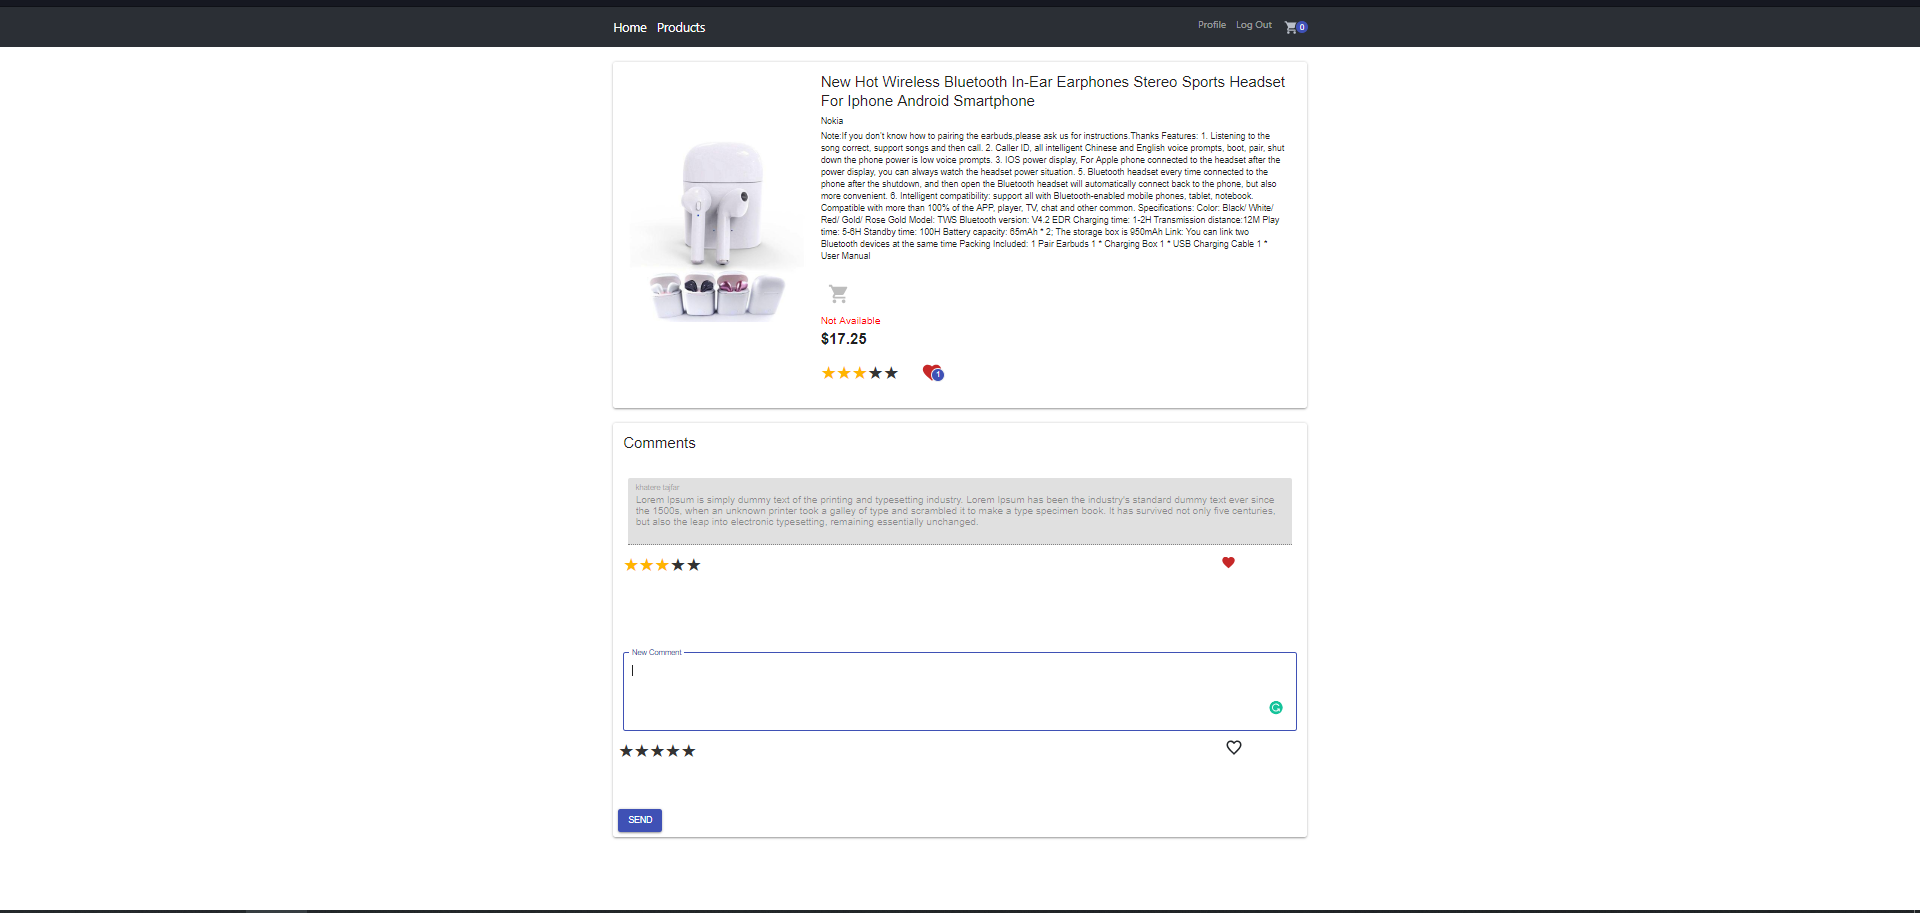 Home Products Profile Log Out 0
New Hot Wireless Bluetooth In-Ear Earphones Stereo Sports Headset
For Iphone Android Smartphone
Nokia
Note:If you don't know how to pairing the earbuds,please ask us for instructions.Thanks Features: 1. Listening to the
song correct, support songs and then call. 2. Caller ID, all intelligent Chinese and English voice prompts, boot, pair, shut
down the phone power is low voice prompts. 3. IOS power display, For Apple phone connected to the headset after the
power display, you can always watch the headset power situation. 5. Bluetooth headset every time connected to the
phone after the shutdown, and then open the Bluetooth headset will automatically connect back to the phone, but also
more convenient. 6. Intelligent compatibility: support all with Bluetooth-enabled mobile phones, tablet, notebook.
Compatible with more than 100% of the APP, player, TV, chat and other common. Specifications: Color: Black/ White/
Red/ Gold/ Rose Gold Model: TWS Bluetooth version: V4.2 EDR Charging time: 1-2H Transmission distance:12M Play
time: 5-6H Standby time: 100H Battery capacity: 65mAh * 2; The storage box is 950mAh Link: You can link two
Bluetooth devices at the same time Packing Included: 1 Pair Earbuds 1 * Charging Box 1 * USB Charging Cable 1 *
User Manual
Not Available
$17.25
1
Comments
khatere tajfar
Lorem Ipsum is simply dummy text of the printing and typesetting industry. Lorem Ipsum has been the industry's standard dummy text ever since
the 1500s, when an unknown printer took a galley of type and scrambled it to make a type specimen book. It has survived not only five centuries,
but also the leap into electronic typesetting, remaining essentially unchanged.
New Comment
SEND